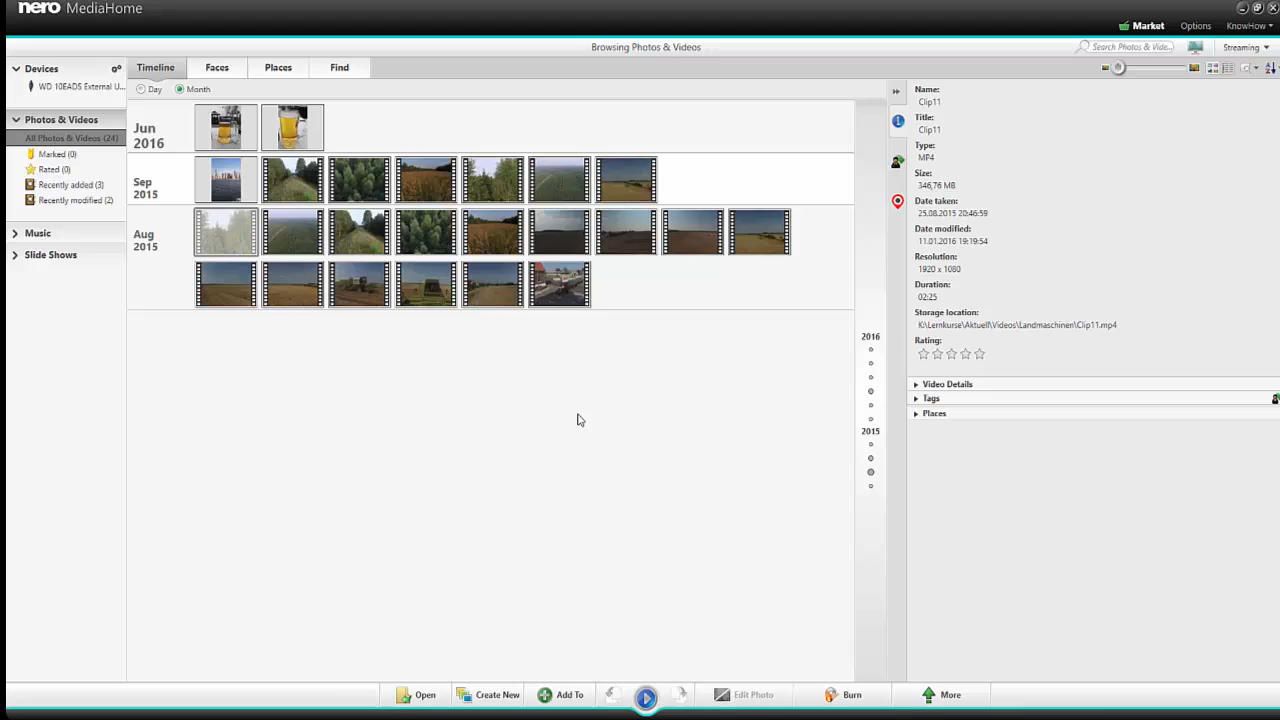 nero MediaHome
Market Options KnowHow
Browsing Photos & Videos
Search Photos & Vide...
Streaming
Devices
WD 10EADS External U...
Photos & Videos
All Photos & Videos (24)
Marked (0)
Rated (0)
Recently added (3)
Recently modified (2)
Music
Slide Shows
Timeline Faces Places Find
Day Month
Jun
2016
Sep
2015
Aug
2015
2016
2015
Name:
Clip11
Title:
Clip11
Type:
MP4
Size:
346,76 MB
Date taken:
25.08.2015 20:46:59
Date modified:
11.01.2016 19:19:54
Resolution:
1920 x 1080
Duration:
02:25
Storage location:
K:\Lernkurse\Aktuell\Videos\Landmaschinen\Clip11.mp4
Rating:
Video Details
Tags
Places
Open Create New Add To Edit Photo Burn More